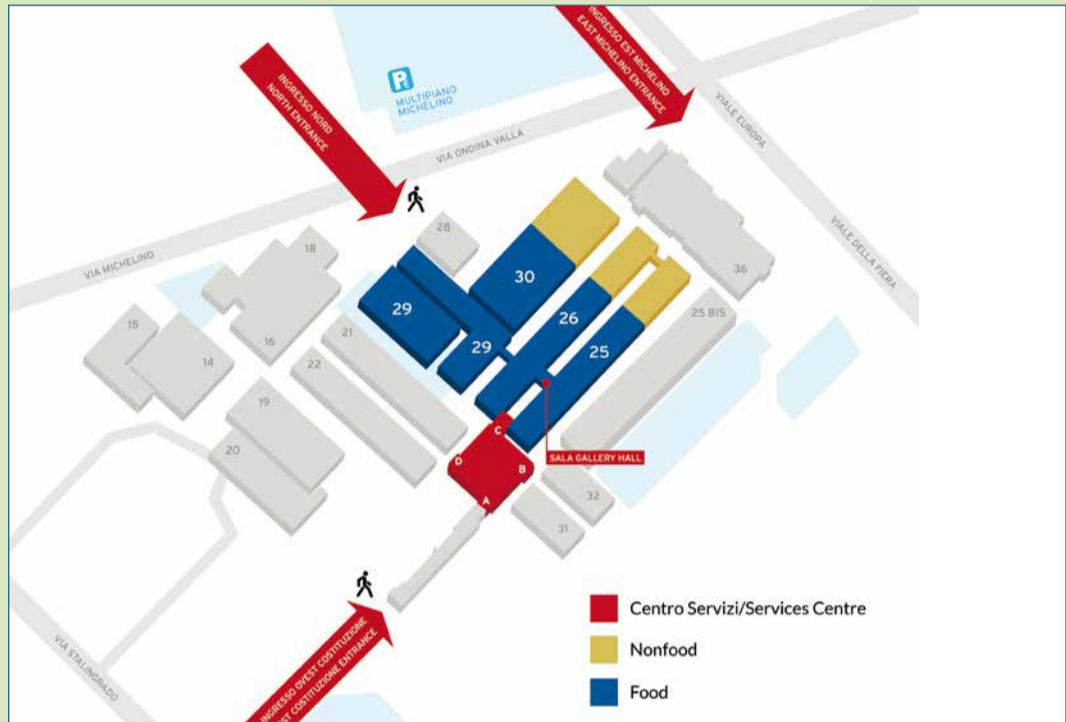 INGRESSO EST MICHELINO
EAST MICHELINO ENTRANCE
INGRESSO NORD
NORTH ENTRANCE
P
MULTIPIANO
MICHELINO
VIALE EUROPA
VIA ONDINA VALLA
VIALE DELLA FIERA
VIA MICHELINO
28
18
30
36
29
26
25 BIS
15
14
16
21
22
29
25
19
20
C
D
B
A
SALA GALLERY HALL
32
31
VIA STALINGRADO
INGRESSO OVEST COSTITUZIONE
COSTITUZIONE ENTRANCE
Centro Servizi/Services Centre
Nonfood
Food